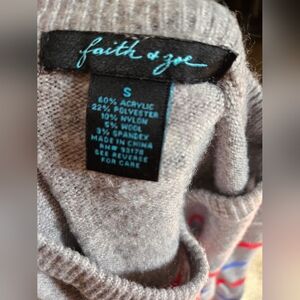 faith & zoe
S
60% ACRYLIC
22% POLYESTER
10% NYLON
5% WOOL
3% SPANDEX
MADE IN CHINA
RN# 93178
SEE REVERSE
FOR CARE